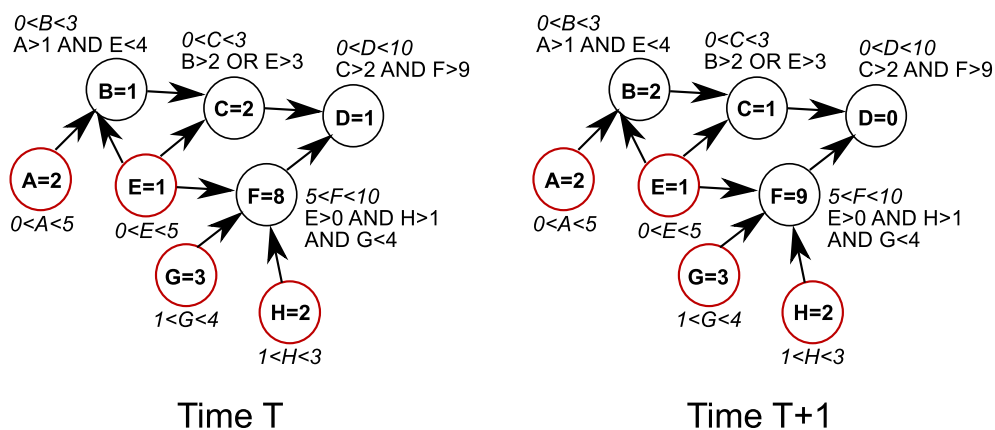 0<B<3
A>1 AND E<4
0<C<3
B>2 OR E>3
0<D<10
C>2 AND F>9
B=1
C=2
D=1
A=2
E=1
F=8
0<A<5
0<E<5
5<F<10
E>0 AND H>1
AND G<4
G=3
H=2
1<G<4
1<H<3
Time T
0<B<3
A>1 AND E<4
0<C<3
B>2 OR E>3
0<D<10
C>2 AND F>9
B=2
C=1
D=0
A=2
E=1
F=9
0<A<5
0<E<5
5<F<10
E>0 AND H>1
AND G<4
G=3
H=2
1<G<4
1<H<3
Time T+1